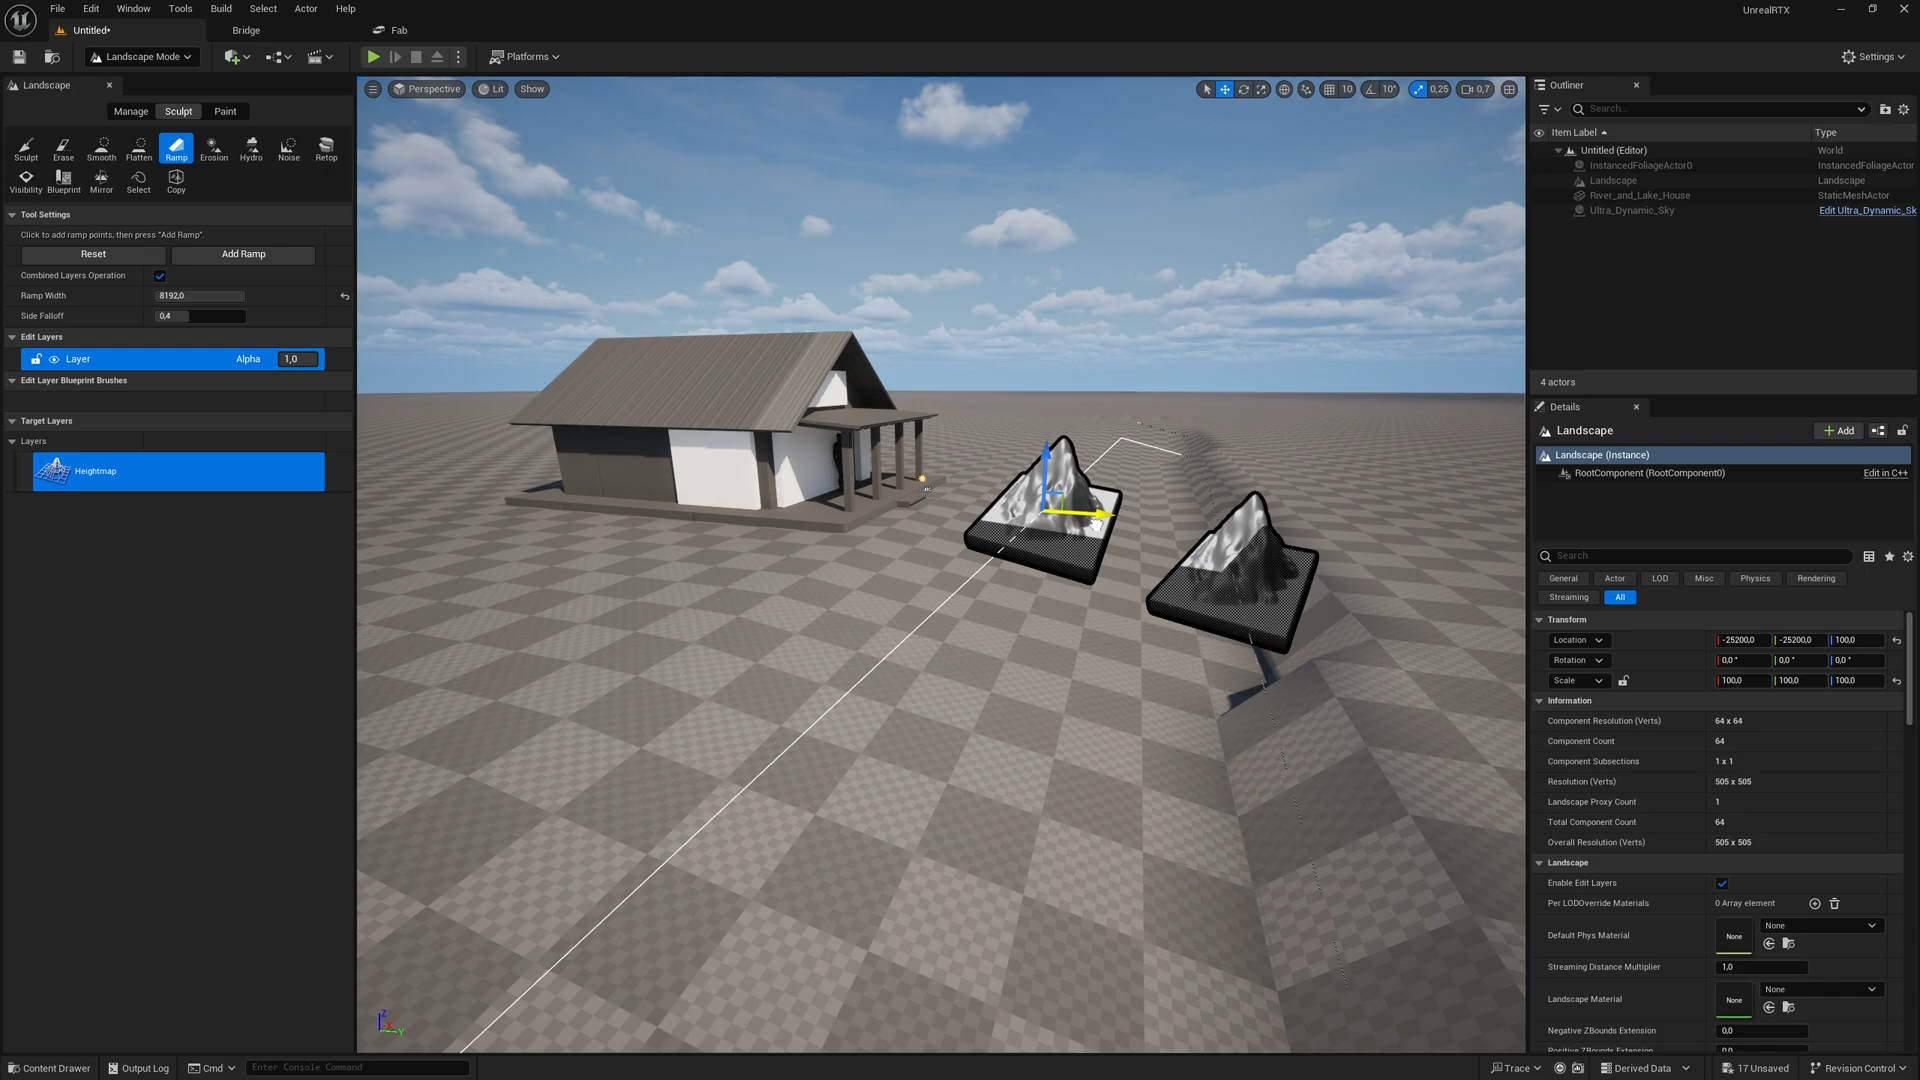 File Edit Window Tools Build Select Actor Help
UnrealRTX
Untitled*
Bridge
Fab
Landscape Mode
Platforms
Settings
Landscape
Manage Sculpt Paint
Sculpt Erase Smooth Flatten Ramp Erosion Hydro Noise Retop
Visibility Blueprint Mirror Select Copy
Tool Settings
Click to add ramp points, then press "Add Ramp".
Reset Add Ramp
Combined Layers Operation
Ramp Width 8192,0
Side Falloff 0,4
Edit Layers
Layer Alpha 1,0
Edit Layer Blueprint Brushes
Target Layers
Layers
Heightmap
Perspective Lit Show
10 10° 0,25 0,7
Z
Y
Outliner
Search...
Item Label Type
Untitled (Editor) World
InstancedFoliageActor0 InstancedFoliageActor
Landscape Landscape
River_and_Lake_House StaticMeshActor
Ultra_Dynamic_Sky Edit Ultra_Dynamic_Sk
4 actors
Details
Landscape
Add
Landscape (Instance)
RootComponent (RootComponent0) Edit in C++
Search
General Actor LOD Misc Physics Rendering
Streaming All
Transform
Location -25200,0 -25200,0 100,0
Rotation 0,0 ° 0,0 ° 0,0 °
Scale 100,0 100,0 100,0
Information
Component Resolution (Verts) 64 x 64
Component Count 64
Component Subsections 1 x 1
Resolution (Verts) 505 x 505
Landscape Proxy Count 1
Total Component Count 64
Overall Resolution (Verts) 505 x 505
Landscape
Enable Edit Layers
Per LODOverride Materials 0 Array element
Default Phys Material None None
Streaming Distance Multiplier 1,0
Landscape Material None None
Negative ZBounds Extension 0,0
Positive ZBounds Extension 0,0
Content Drawer Output Log Cmd Enter Console Command
Trace Derived Data 17 Unsaved Revision Control